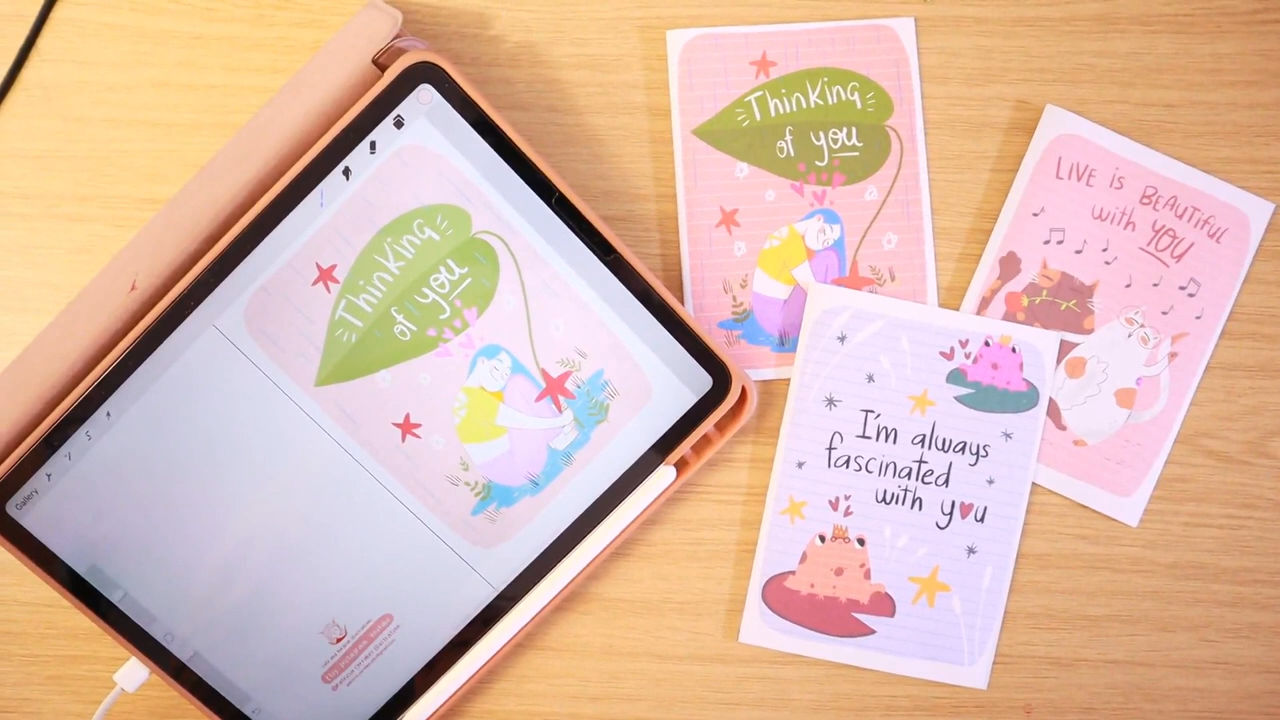 Gallery
Thinking
of you
Thinking
of you
LIVE is BEAUTIFUL
with YOU
I'm always
fascinated
with you